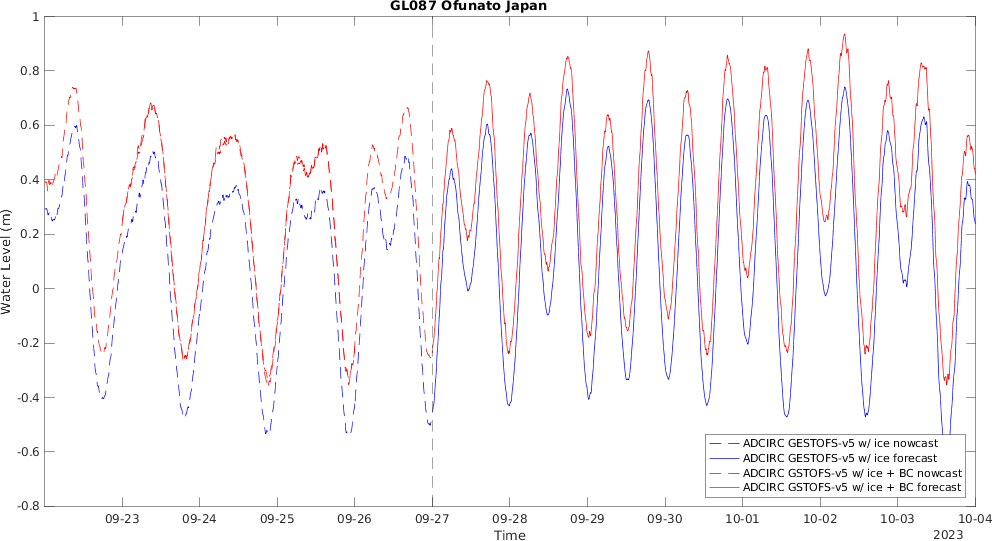 GL087 Ofunato Japan
1
0.8
0.6
0.4
0.2
0
-0.2
-0.4
-0.6
-0.8
Water Level (m)
ADCIRC GESTOFS-v5 w/ ice nowcast
ADCIRC GESTOFS-v5 w/ ice forecast
ADCIRC GSTOFS-v5 w/ ice + BC nowcast
ADCIRC GSTOFS-v5 w/ ice + BC forecast
09-23 09-24 09-25 09-26 09-27 09-28 09-29 09-30 10-01 10-02 10-03 10-04
Time
2023